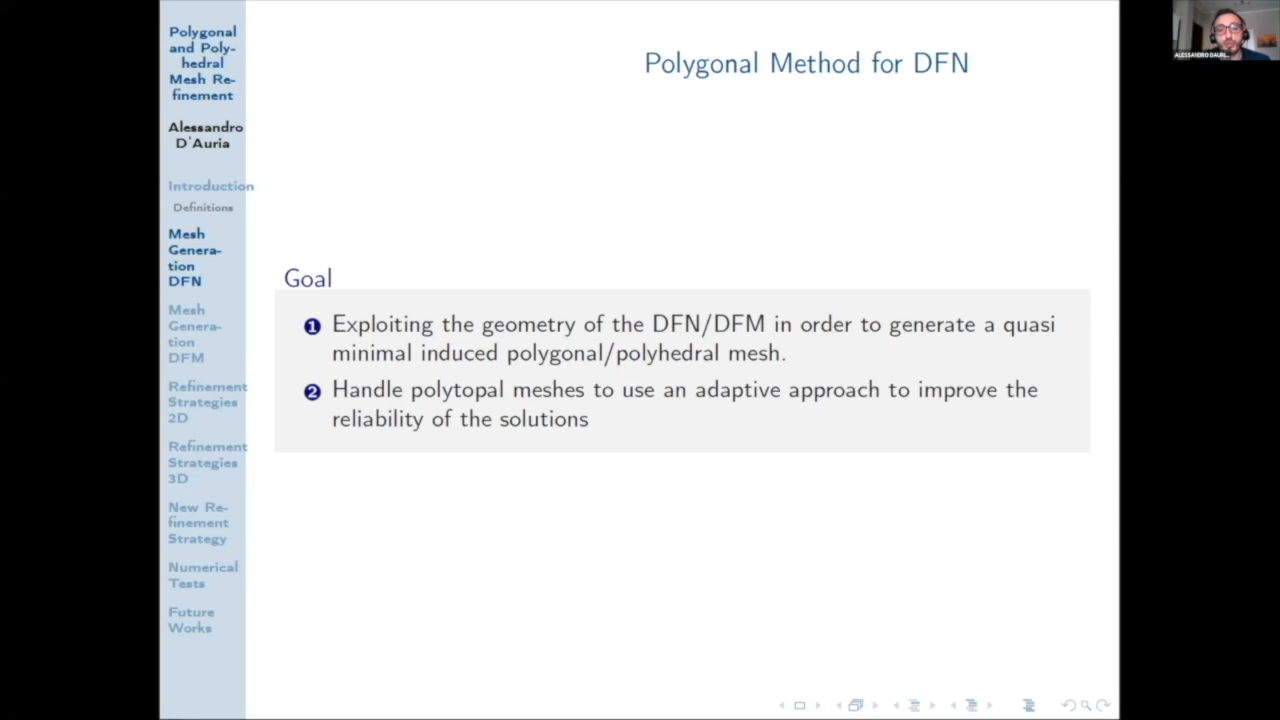 Polygonal
and Poly-
hedral
Mesh Re-
finement
Alessandro
D'Auria
Introduction
Definitions
Mesh
Genera-
tion
DFN
Mesh
Genera-
tion
DFM
Refinement
Strategies
2D
Refinement
Strategies
3D
New Re-
finement
Strategy
Numerical
Tests
Future
Works
Polygonal Method for DFN
Goal
1 Exploiting the geometry of the DFN/DFM in order to generate a quasi
minimal induced polygonal/polyhedral mesh.
2 Handle polytopal meshes to use an adaptive approach to improve the
reliability of the solutions